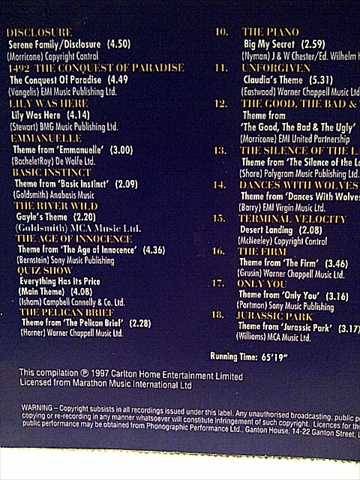 DISCLOSURE
Serene Family/Disclosure (4.50)
(Morricone) Copyright Control
1492 THE CONQUEST OF PARADISE
The Conquest Of Paradise (4.49
(Vangelis) EMI Music Publishing Ltd.
LILY WAS HERE
Lily Was Here (4.14)
(Stewart) BMG Music Publishing Ltd.
EMMANUELLE
Theme from 'Emmanuelle' (3.00)
(BacheletRoy) De Wolfe Ltd.
BASIC INSTINCT
Theme from 'Basic Instinct' (2.09)
(Goldsmith) Anabasis Music
THE RIVER WILD
Gayle's Theme (2.20)
(Goldsmith) MCA Music Ltd.
THE AGE OF INNOCENCE
Theme from 'The Age of Innocence' (4.36)
(Bernstein) Sony Music Publishing
QUIZ SHOW
Everything Has Its Price
(Main Theme) (4.08)
(Isham) Campbell Connelly & Co. Ltd.
THE PELICAN BRIEF
Theme from 'The Pelican Brief' (2.28)
(Horner) Warner Chappell Music Ltd.
10. THE PIANO
Big My Secret (2.59)
(Nyman) J & W Chester/Ed. Wilhelm H
11. UNFORGIVEN
Claudia's Theme (5.31)
(Eastwood) Warner Chappell Music Ltd
12. THE GOOD, THE BAD &
Theme from
'The Good, The Bad & The Ugly'
(Morricone) EMI United Partnership
13. THE SILENCE OF THE L
Theme from 'The Silence of the La
(Shore) Polygram Music Publishing Ltd.
14. DANCES WITH WOLVES
Theme from 'Dances With Wolves
(Barry) EMI Virgin Music Ltd.
15. TERMINAL VELOCITY
Desert Landing (2.08)
(McNeeley) Copyright Control
16. THE FIRM
Theme from 'The Firm' (3.46)
(Grusin) Warner Chappell Music Ltd.
17. ONLY YOU
Theme from 'Only You' (3.16)
(Portman) Sony Music Publishing
18. JURASSIC PARK
Theme from 'Jurassic Park' (3.17)
(Williams) MCA Music Ltd.
Running Time: 65'19"
This compilation ℗ 1997 Carlton Home Entertainment Limited
Licensed from Marathon Music International Ltd
WARNING – Copyright subsists in all recordings issued under this label. Any unauthorised broadcasting, public pe
copying or re-recording in any manner whatsoever will constitute infringement of such copyright. Licences for the
public performance may be obtained from Phonographic Performance Ltd., Ganton House, 14-22 Ganton Street,